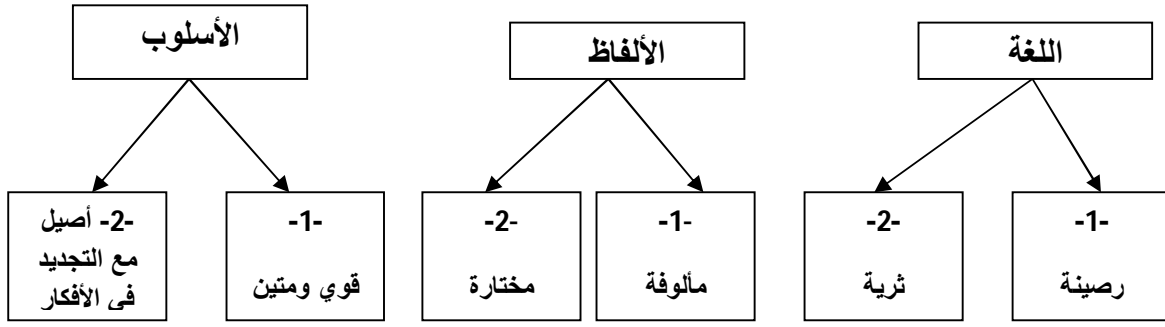 اللغة
الألفاظ
الأسلوب
-1-
رصينة
-2-
ثرية
-1-
مألوفة
-2-
مختارة
-1-
قوي ومتين
-2- أصيل
مع التجديد
في الأفكار